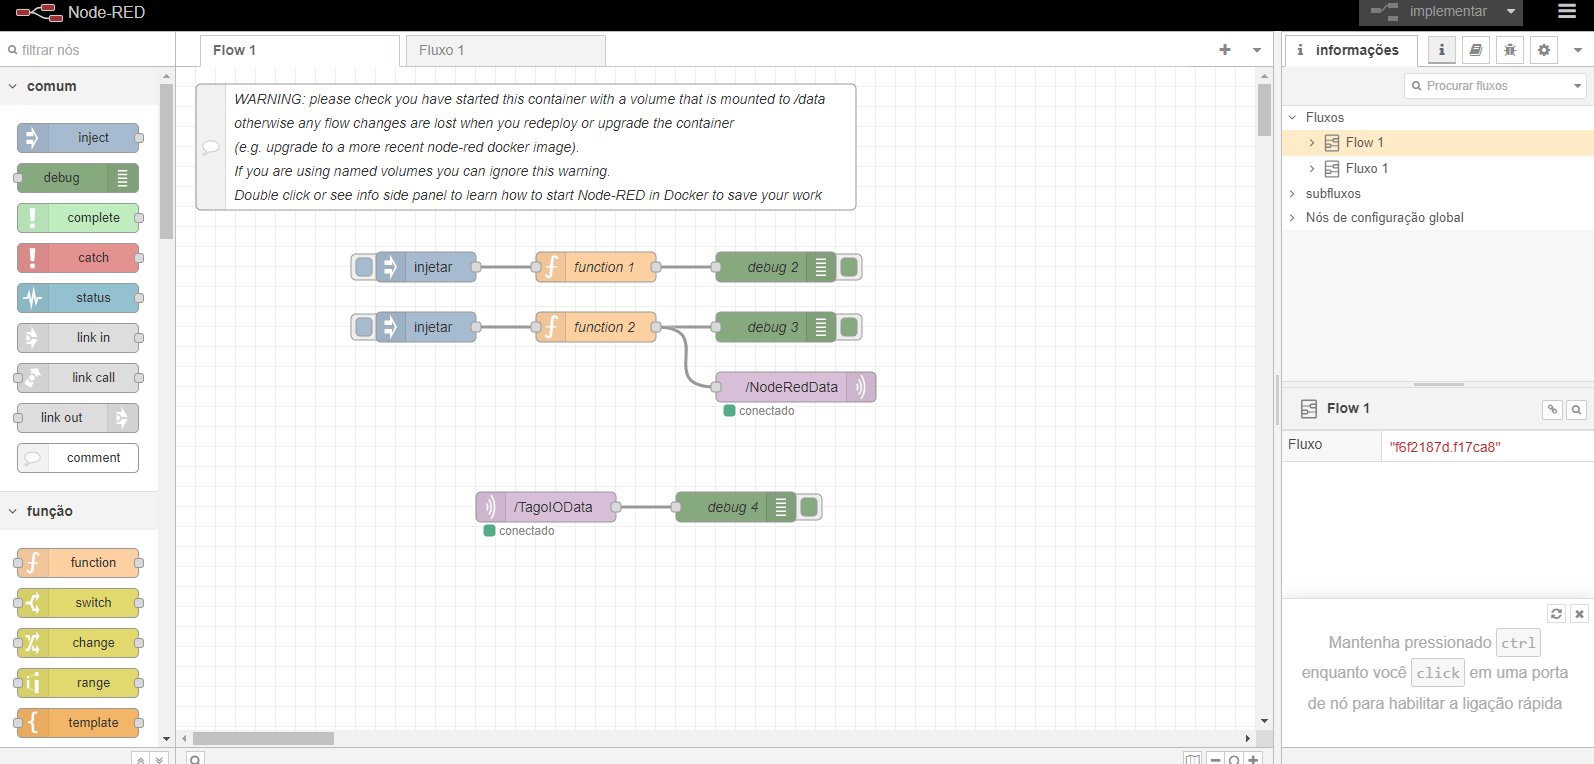 Node-RED
implementar
filtrar nós
Flow 1
Fluxo 1
informações
i
comum
inject
debug
complete
catch
status
link in
link call
link out
comment
função
function
switch
change
range
template
WARNING: please check you have started this container with a volume that is mounted to /data
otherwise any flow changes are lost when you redeploy or upgrade the container
(e.g. upgrade to a more recent node-red docker image).
If you are using named volumes you can ignore this warning.
Double click or see info side panel to learn how to start Node-RED in Docker to save your work
injetar
function 1
debug 2
injetar
function 2
debug 3
/NodeRedData
conectado
/TagoIOData
debug 4
conectado
Procurar fluxos
Fluxos
Flow 1
Fluxo 1
subfluxos
Nós de configuração global
Flow 1
Fluxo
"f6f2187d.f17ca8"
Mantenha pressionado ctrl
enquanto você click em uma porta
de nó para habilitar a ligação rápida